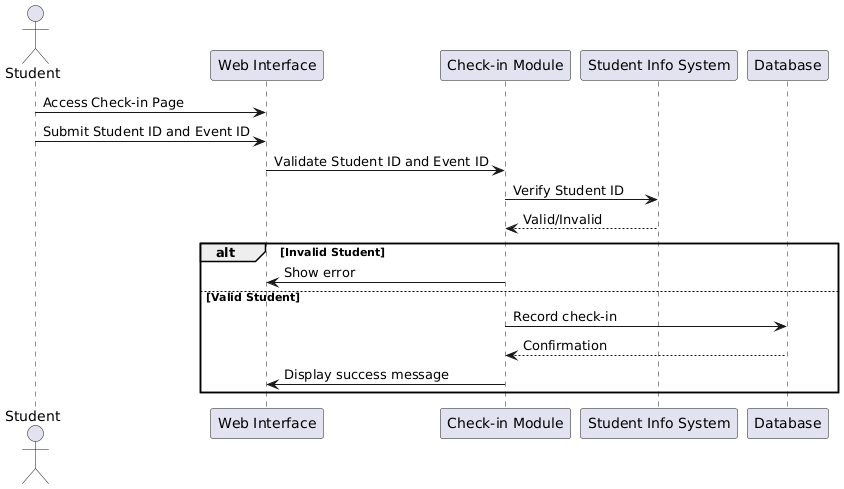 Student
Web Interface
Check-in Module
Student Info System
Database
Access Check-in Page
Submit Student ID and Event ID
Validate Student ID and Event ID
Verify Student ID
Valid/Invalid
alt
[Invalid Student]
Show error
[Valid Student]
Record check-in
Confirmation
Display success message
Student
Web Interface
Check-in Module
Student Info System
Database